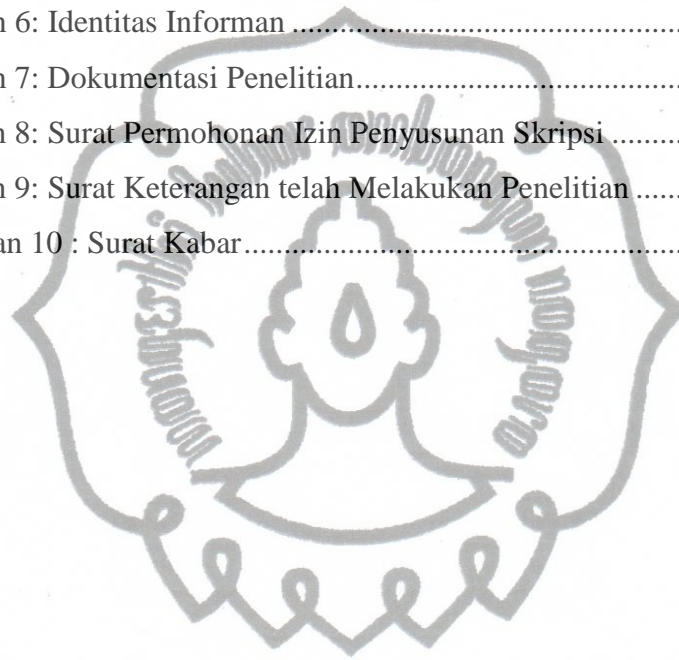 n 6: Identitas Informan ................................................
n 7: Dokumentasi Penelitian........................................
n 8: Surat Permohonan Izin Penyusunan Skripsi ..........
n 9: Surat Keterangan telah Melakukan Penelitian ......
an 10 : Surat Kabar.......................................................